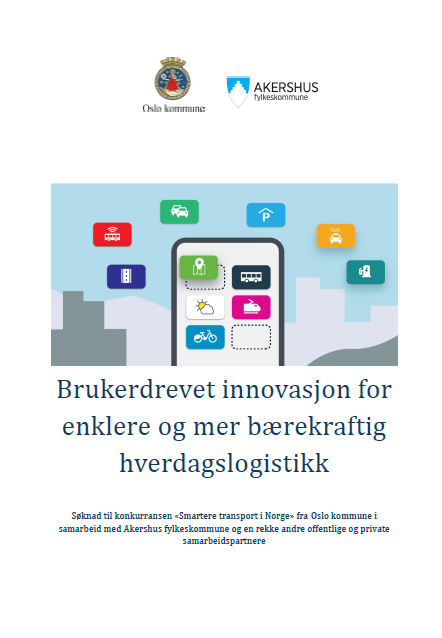 Oslo kommune
AKERSHUS
fylkeskommune
P
TAXI
Brukerdrevet innovasjon for
enklere og mer bærekraftig
hverdagslogistikk
Søknad til konkurransen «Smartere transport i Norge» fra Oslo kommune i
samarbeid med Akershus fylkeskommune og en rekke andre offentlige og private
samarbeidspartnere